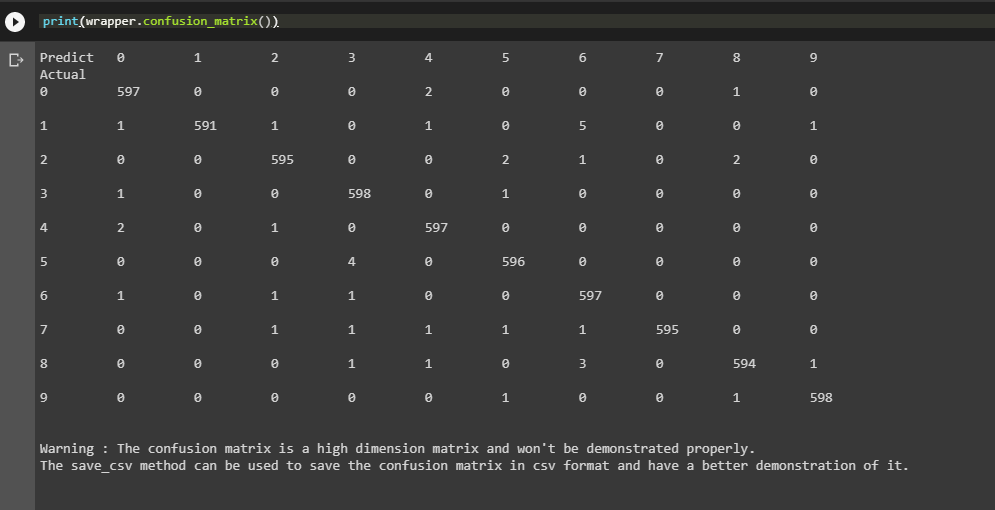 print(wrapper.confusion_matrix())
Predict 0 1 2 3 4 5 6 7 8 9
Actual
0 597 0 0 0 2 0 0 0 1 0
1 1 591 1 0 1 0 5 0 0 1
2 0 0 595 0 0 2 1 0 2 0
3 1 0 0 598 0 1 0 0 0 0
4 2 0 1 0 597 0 0 0 0 0
5 0 0 0 4 0 596 0 0 0 0
6 1 0 1 1 0 0 597 0 0 0
7 0 0 1 1 1 1 1 595 0 0
8 0 0 0 1 1 0 3 0 594 1
9 0 0 0 0 0 1 0 0 1 598
Warning : The confusion matrix is a high dimension matrix and won't be demonstrated properly.
The save_csv method can be used to save the confusion matrix in csv format and have a better demonstration of it.